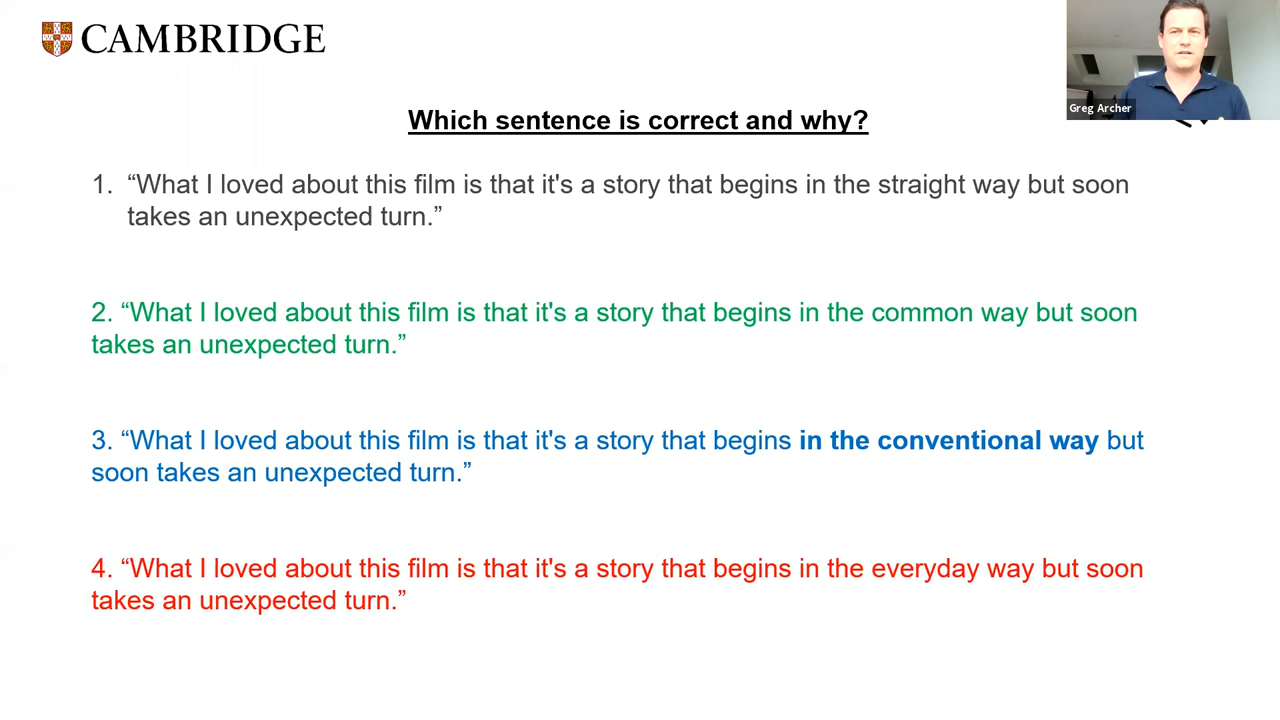 CAMBRIDGE
Greg Archer
Which sentence is correct and why?
1. “What I loved about this film is that it's a story that begins in the straight way but soon
takes an unexpected turn.”
2. “What I loved about this film is that it's a story that begins in the common way but soon
takes an unexpected turn.”
3. “What I loved about this film is that it's a story that begins in the conventional way but
soon takes an unexpected turn.”
4. “What I loved about this film is that it's a story that begins in the everyday way but soon
takes an unexpected turn.”